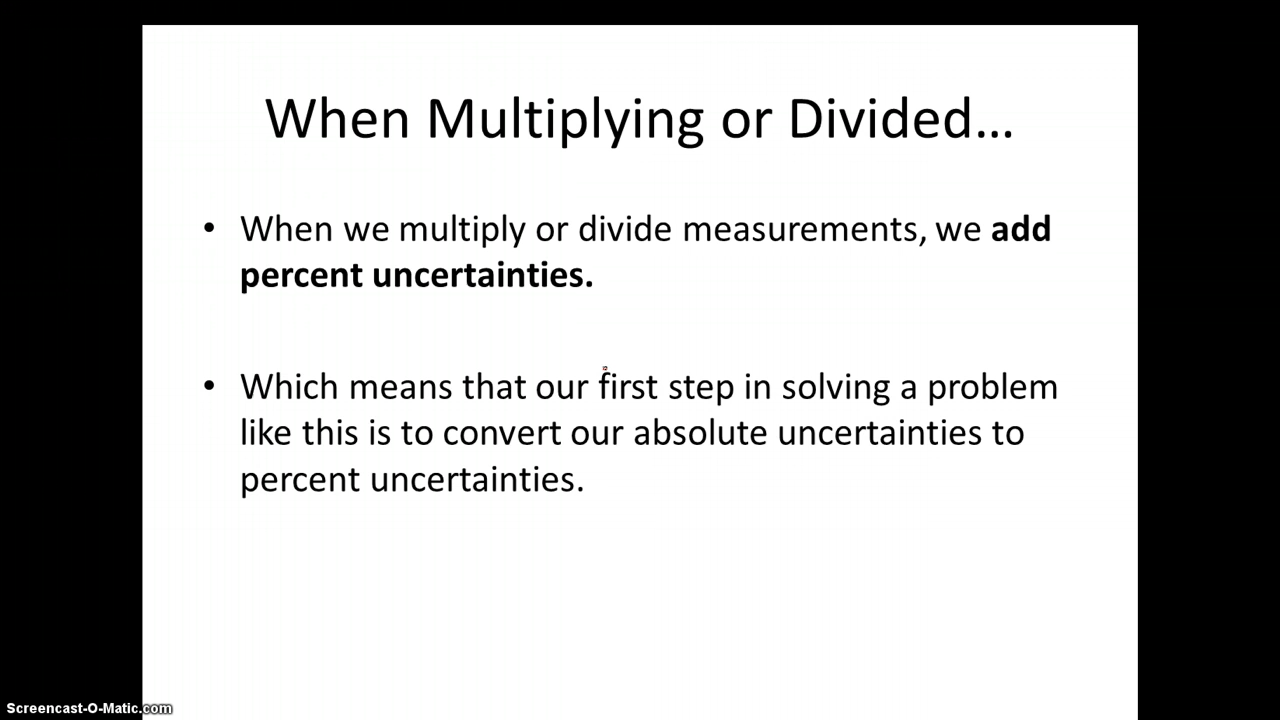 When Multiplying or Divided…
• When we multiply or divide measurements, we add
percent uncertainties.
• Which means that our first step in solving a problem
like this is to convert our absolute uncertainties to
percent uncertainties.
Screencast-O-Matic.com